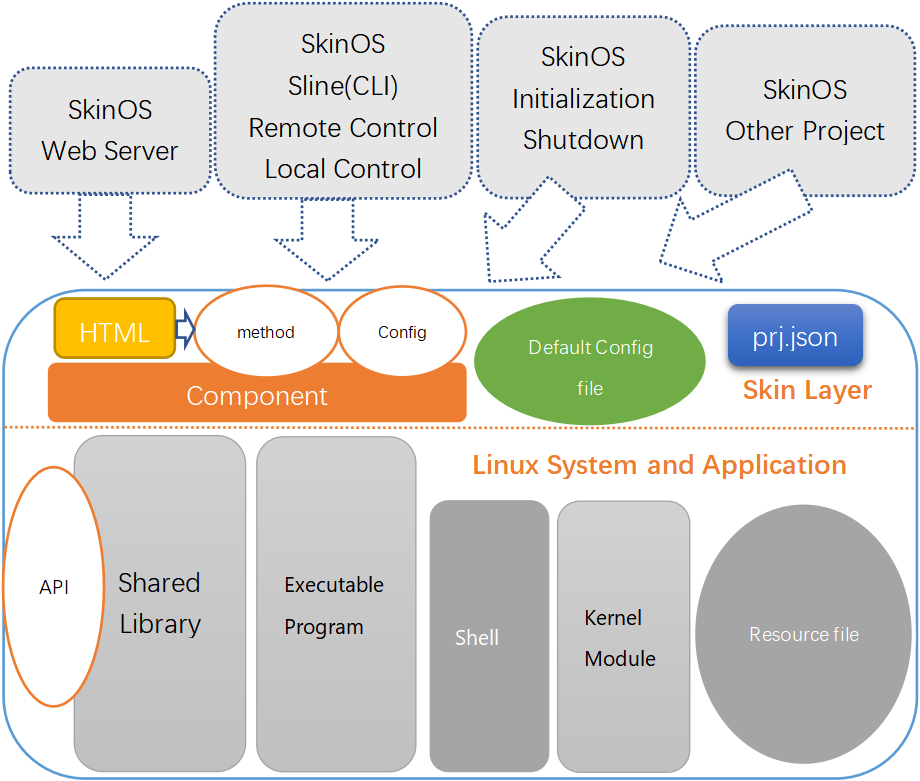 SkinOS
Web Server
SkinOS
Sline(CLI)
Remote Control
Local Control
SkinOS
Initialization
Shutdown
SkinOS
Other Project
HTML
method
Config
Component
Default Config
file
prj.json
Skin Layer
Linux System and Application
API
Shared
Library
Executable
Program
Shell
Kernel
Module
Resource file